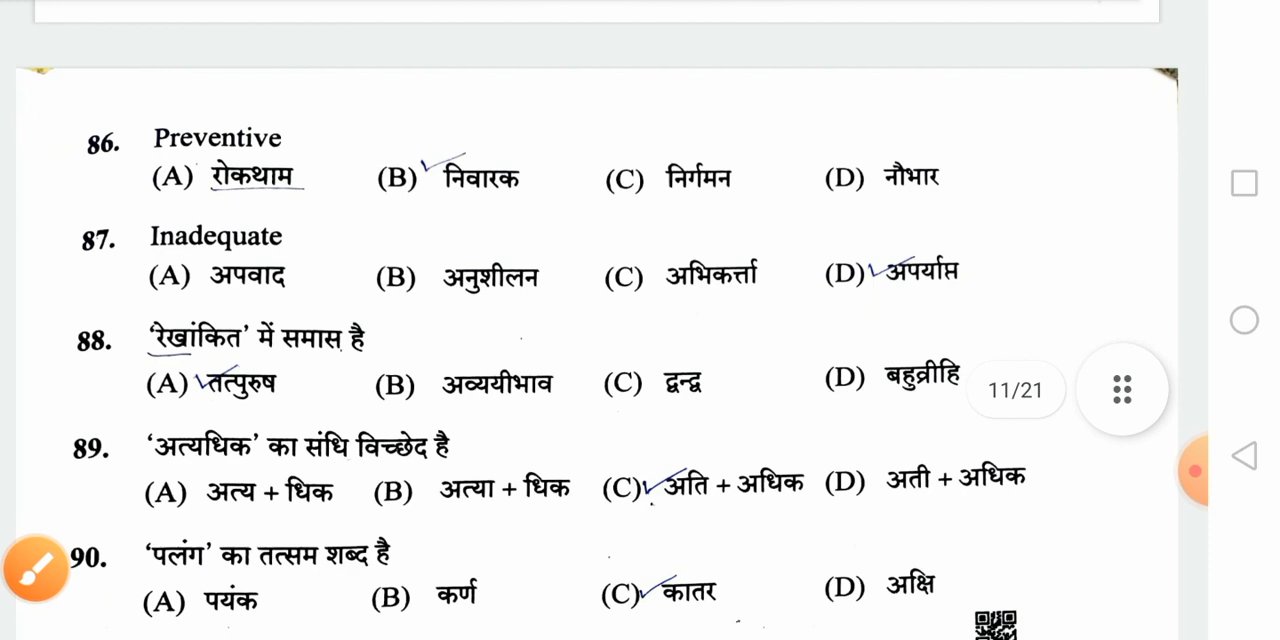 86. Preventive
(A) रोकथाम (B) निवारक (C) निर्गमन (D) नौभार
87. Inadequate
(A) अपवाद (B) अनुशीलन (C) अभिकर्त्ता (D) अपर्याप्त
88. ‘रेखांकित’ में समास है
(A) तत्पुरुष (B) अव्ययीभाव (C) द्वन्द्व (D) बहुव्रीहि
11/21
89. ‘अत्यधिक’ का संधि विच्छेद है
(A) अत्य + धिक (B) अत्या + धिक (C) अति + अधिक (D) अती + अधिक
90. ‘पलंग’ का तत्सम शब्द है
(A) पयंक (B) कर्ण (C) कातर (D) अक्षि